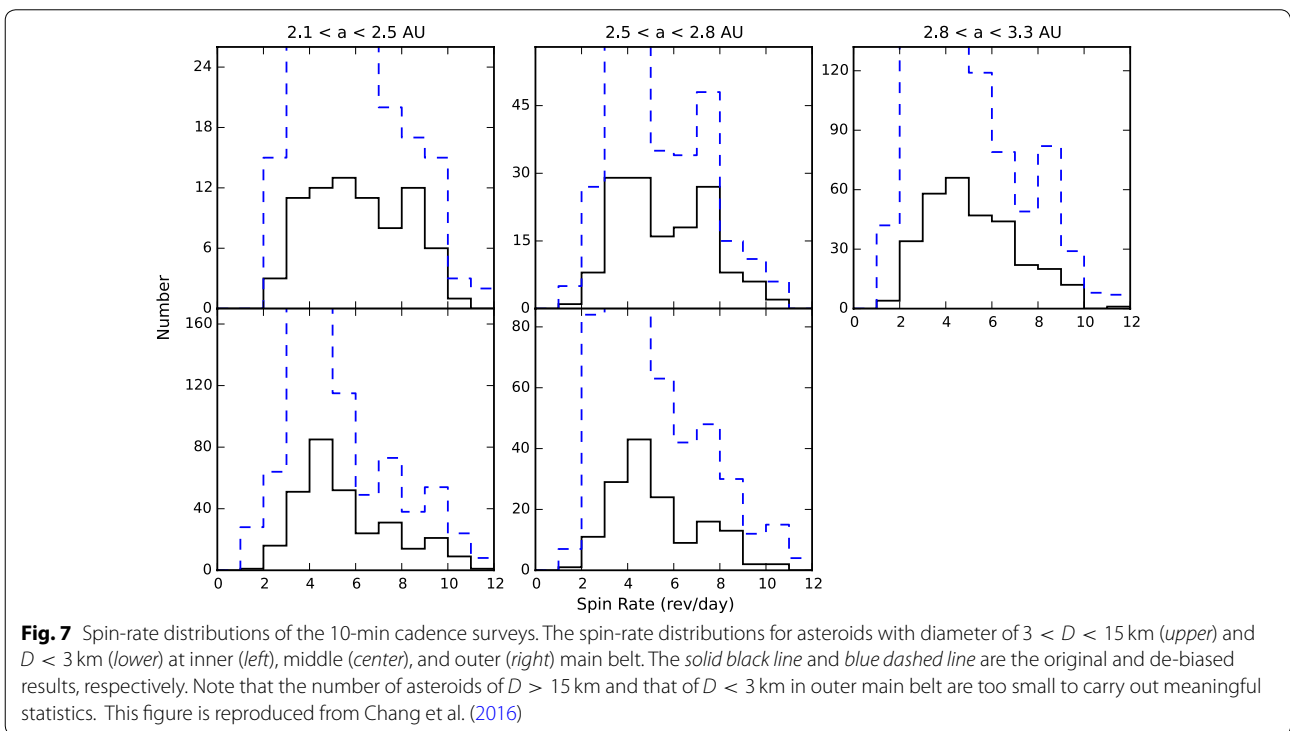 2.1 < a < 2.5 AU
2.5 < a < 2.8 AU
2.8 < a < 3.3 AU
24
18
12
6
0
45
30
15
0
120
90
60
30
0
0 2 4 6 8 10 12
Number
160
120
80
40
0
80
60
40
20
0
0 2 4 6 8 10 12
0 2 4 6 8 10 12
Spin Rate (rev/day)
Fig. 7 Spin-rate distributions of the 10-min cadence surveys. The spin-rate distributions for asteroids with diameter of 3 < D < 15 km (upper) and
D < 3 km (lower) at inner (left), middle (center), and outer (right) main belt. The solid black line and blue dashed line are the original and de-biased
results, respectively. Note that the number of asteroids of D > 15 km and that of D < 3 km in outer main belt are too small to carry out meaningful
statistics. This figure is reproduced from Chang et al. (2016)